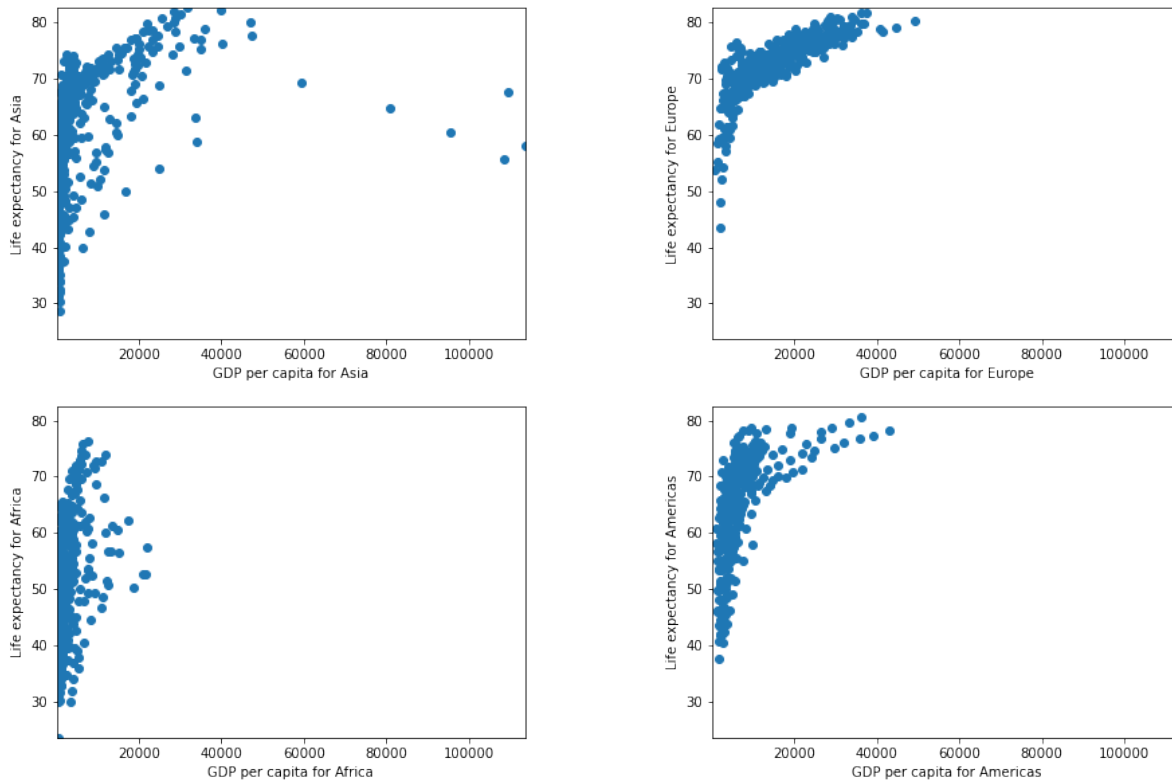 80
70
60
50
40
30
Life expectancy for Asia
20000 40000 60000 80000 100000
GDP per capita for Asia
80
70
60
50
40
30
Life expectancy for Europe
20000 40000 60000 80000 100000
GDP per capita for Europe
80
70
60
50
40
30
Life expectancy for Africa
20000 40000 60000 80000 100000
GDP per capita for Africa
80
70
60
50
40
30
Life expectancy for Americas
20000 40000 60000 80000 100000
GDP per capita for Americas